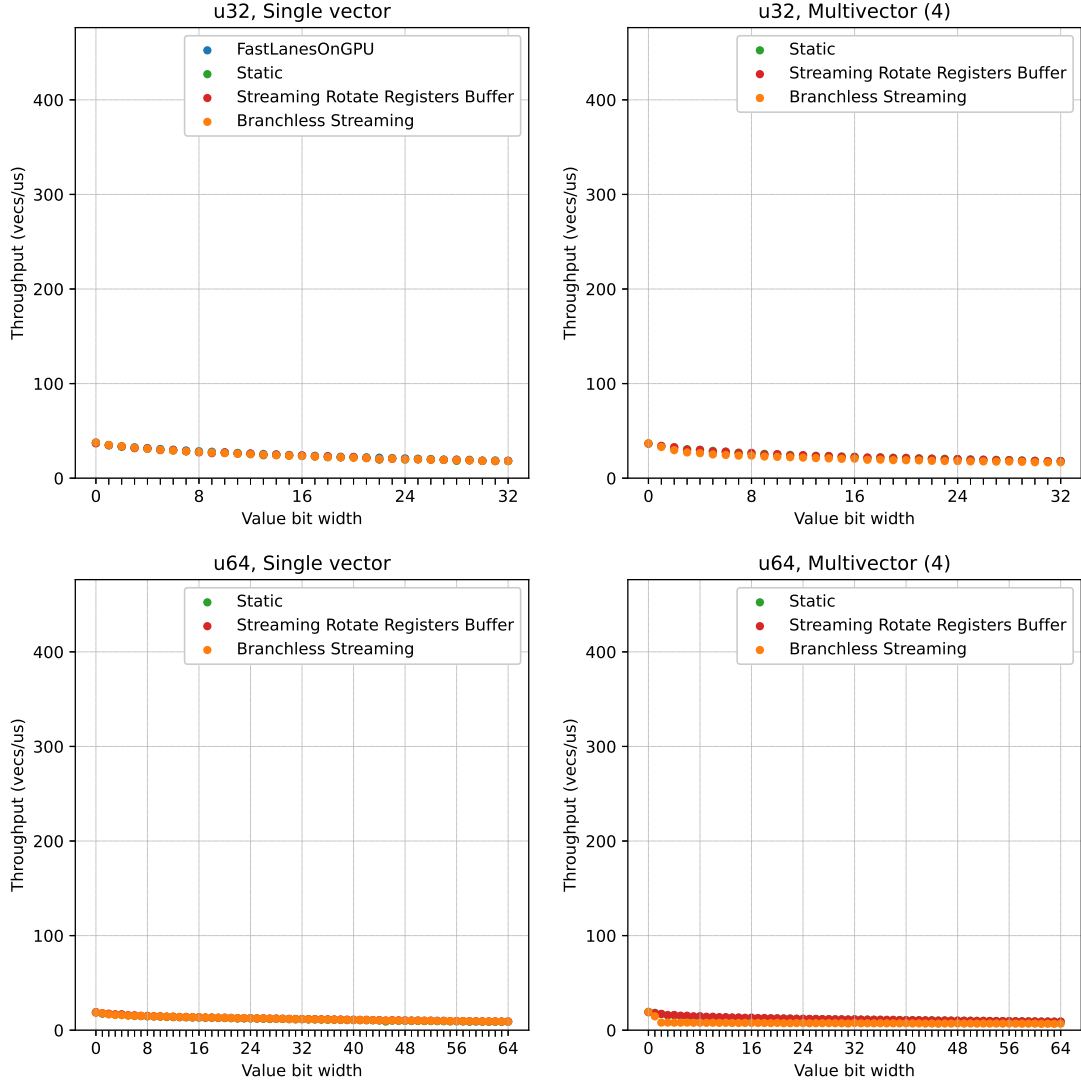 u32, Single vector
FastLanesOnGPU
Static
Streaming Rotate Registers Buffer
Branchless Streaming
Throughput (vecs/us)
400
300
200
100
0
0 8 16 24 32
Value bit width
u32, Multivector (4)
Static
Streaming Rotate Registers Buffer
Branchless Streaming
Throughput (vecs/us)
400
300
200
100
0
0 8 16 24 32
Value bit width
u64, Single vector
Static
Streaming Rotate Registers Buffer
Branchless Streaming
Throughput (vecs/us)
400
300
200
100
0
0 8 16 24 32 40 48 56 64
Value bit width
u64, Multivector (4)
Static
Streaming Rotate Registers Buffer
Branchless Streaming
Throughput (vecs/us)
400
300
200
100
0
0 8 16 24 32 40 48 56 64
Value bit width